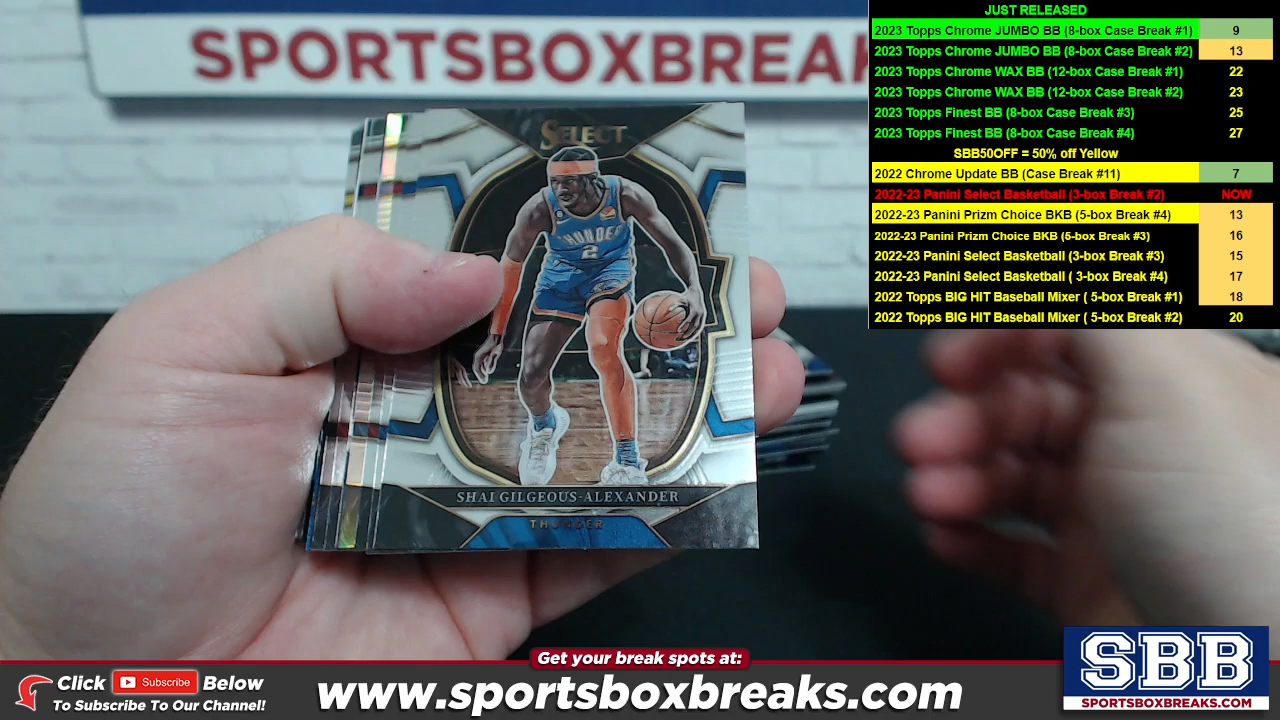 SPORTSBOXBREA
JUST RELEASED
2023 Topps Chrome JUMBO BB (8-box Case Break #1) 9
2023 Topps Chrome JUMBO BB (8-box Case Break #2) 13
2023 Topps Chrome WAX BB (12-box Case Break #1) 22
2023 Topps Chrome WAX BB (12-box Case Break #2) 23
2023 Topps Finest BB (8-box Case Break #3) 25
2023 Topps Finest BB (8-box Case Break #4) 27
SBB50OFF = 50% off Yellow
2022 Chrome Update BB (Case Break #11) 7
2022-23 Panini Select Basketball (3-box Break #2) NOW
2022-23 Panini Prizm Choice BKB (5-box Break #4) 13
2022-23 Panini Prizm Choice BKB (5-box Break #3) 16
2022-23 Panini Select Basketball (3-box Break #3) 15
2022-23 Panini Select Basketball ( 3-box Break #4) 17
2022 Topps BIG HIT Baseball Mixer ( 5-box Break #1) 18
2022 Topps BIG HIT Baseball Mixer ( 5-box Break #2) 20
SELECT
THUNDER
2
SHAI GILGEOUS-ALEXANDER
THUNDER
Get your break spots at:
Click Subscribe Below
To Subscribe To Our Channel!
www.sportsboxbreaks.com
SBB
SPORTSBOXBREAKS.COM